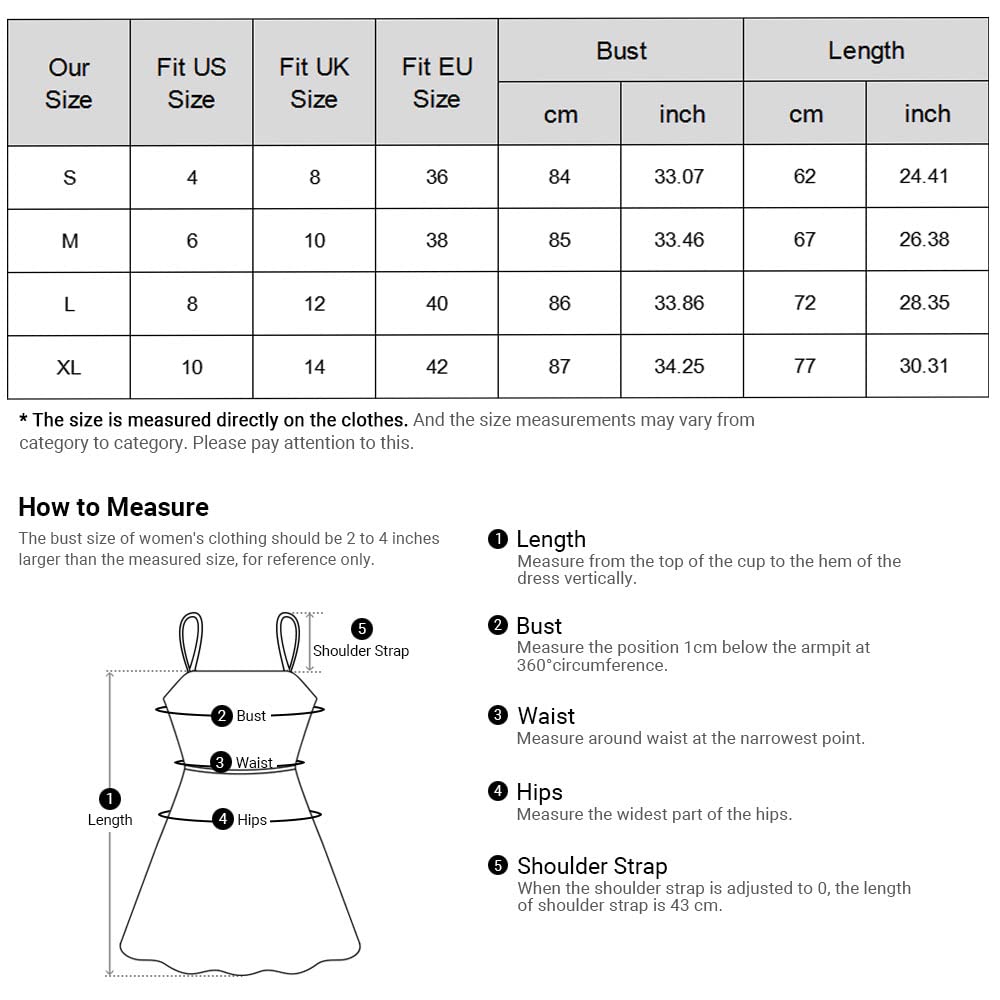 Our Size Fit US Size Fit UK Size Fit EU Size Bust Length
cm inch cm inch
S 4 8 36 84 33.07 62 24.41
M 6 10 38 85 33.46 67 26.38
L 8 12 40 86 33.86 72 28.35
XL 10 14 42 87 34.25 77 30.31
* The size is measured directly on the clothes. And the size measurements may vary from
category to category. Please pay attention to this.
How to Measure
The bust size of women's clothing should be 2 to 4 inches
larger than the measured size, for reference only.
5
Shoulder Strap
2 Bust
3 Waist
1
Length
4 Hips
1 Length
Measure from the top of the cup to the hem of the
dress vertically.
2 Bust
Measure the position 1cm below the armpit at
360°circumference.
3 Waist
Measure around waist at the narrowest point.
4 Hips
Measure the widest part of the hips.
5 Shoulder Strap
When the shoulder strap is adjusted to 0, the length
of shoulder strap is 43 cm.